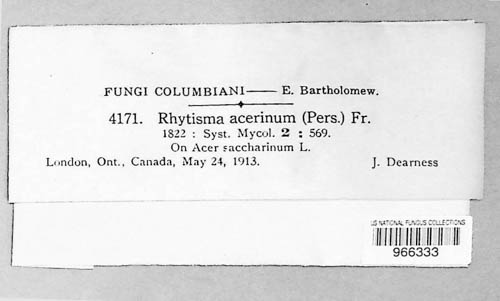 FUNGI COLUMBIANI—— E. Bartholomew.
4171. Rhytisma acerinum (Pers.) Fr.
1822 : Syst. Mycol. 2 : 569.
On Acer saccharinum L.
London, Ont., Canada, May 24, 1913. J. Dearness
US NATIONAL FUNGUS COLLECTIONS
966333